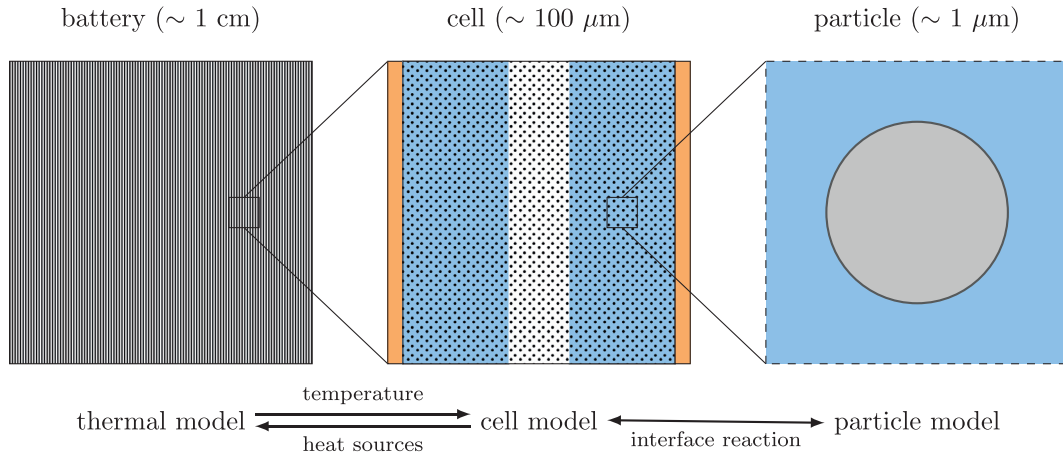 battery (∼ 1 cm)
cell (∼ 100 μm)
particle (∼ 1 μm)
temperature
thermal model
cell model
particle model
heat sources
interface reaction